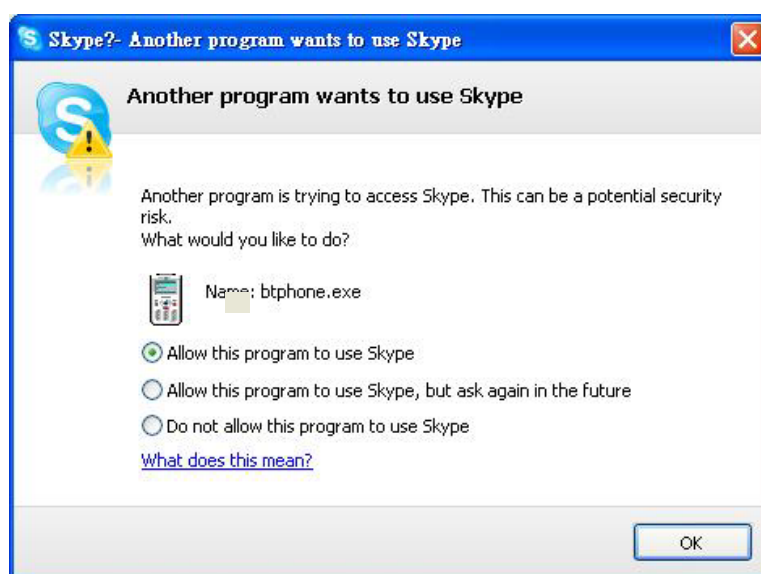 Skype?- Another program wants to use Skype
Another program wants to use Skype
Another program is trying to access Skype. This can be a potential security
risk.
What would you like to do?
Name: btphone.exe
Allow this program to use Skype
Allow this program to use Skype, but ask again in the future
Do not allow this program to use Skype
What does this mean?
OK